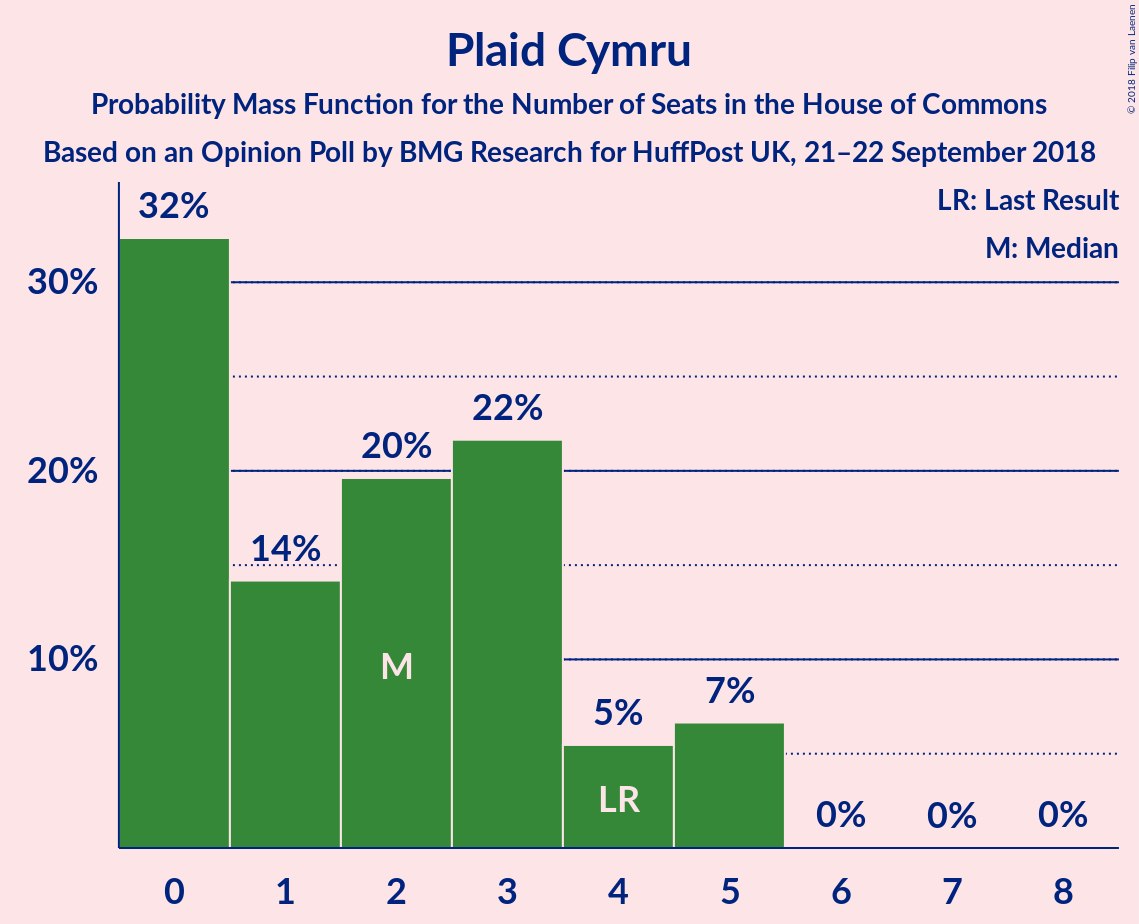 Plaid Cymru
Probability Mass Function for the Number of Seats in the House of Commons
Based on an Opinion Poll by BMG Research for HuffPost UK, 21–22 September 2018
© 2018 Filip van Laenen
LR: Last Result
M: Median
32%
30%
22%
20%
20%
14%
10%
M
7%
5%
LR
0%
0%
0%
0 1 2 3 4 5 6 7 8